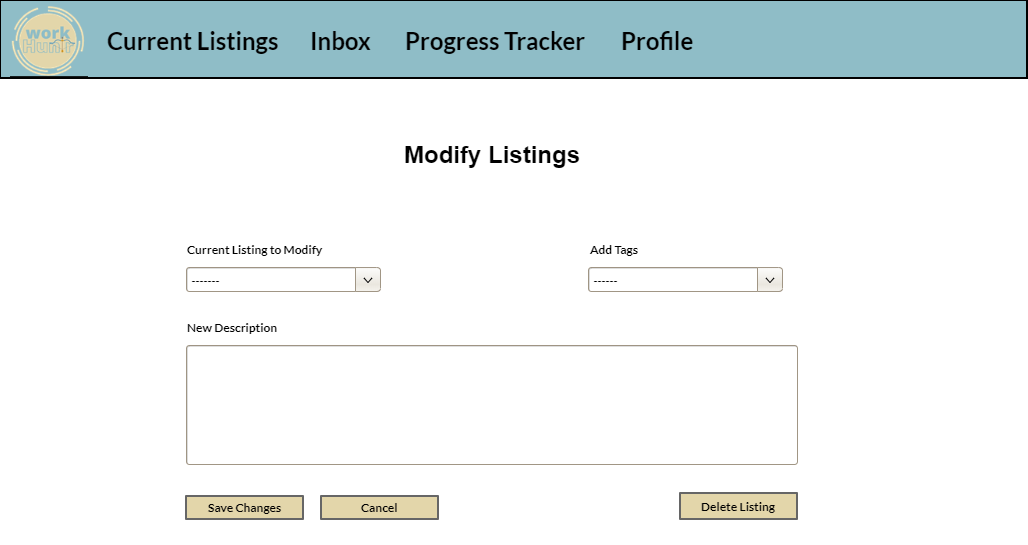 work
Hunt
Current Listings Inbox Progress Tracker Profile
Modify Listings
Current Listing to Modify Add Tags
------- ------
New Description
Save Changes Cancel Delete Listing